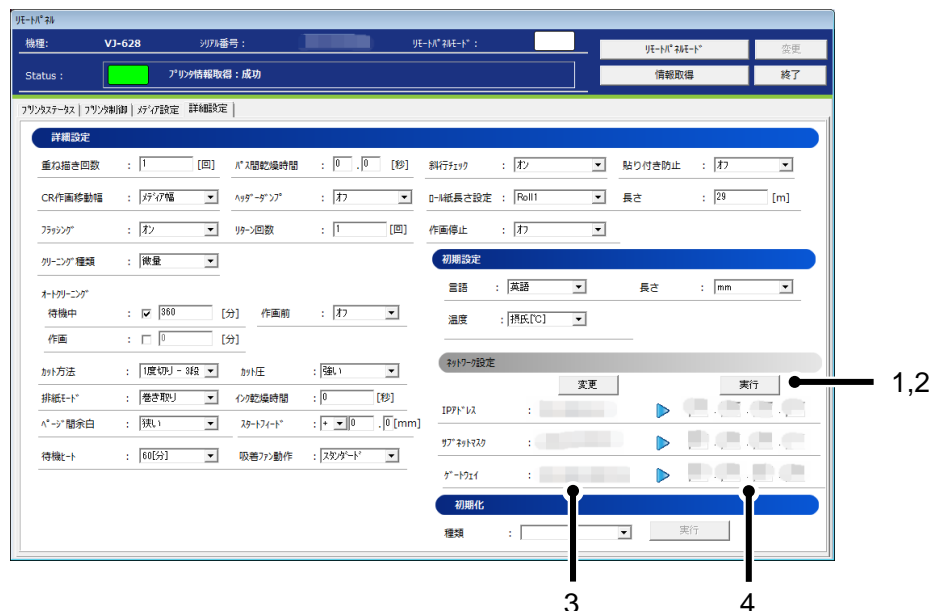 リモートパネル
機種: VJ-628 シリアル番号: リモートパネルモード: リモートパネルモード 変更
Status: プリンタ情報取得:成功 情報取得 終了
プリンタステータス プリンタ制御 メディア設定 詳細設定
詳細設定
重ね描き回数 : 1 [回] パス間乾燥時間 : 0 .0 [秒] 斜行チェック : オン 貼り付き防止 : オフ
CR作画移動幅 : メディア幅 ヘッダーダンプ : オフ ロール紙長さ設定 : Roll1 長さ : 29 [m]
フラッシング : オン リターン回数 : 1 [回] 作画停止 : オフ
クリーニング種類 : 微量
初期設定
言語 : 英語 長さ : mm
オートクリーニング
待機中 : 360 [分] 作画前 : オフ
温度 : 摂氏[℃]
作画 : 0 [分]
ネットワーク設定
カット方法 : 1度切り - 3段 カット圧 : 強い
変更 実行 1,2
排紙モード : 巻き取り インク乾燥時間 : 0 [秒]
IPアドレス :
ページ間余白 : 狭い スタートフィード : + 0 .0 [mm]
サブネットマスク :
待機ヒート : 60[分] 吸着ファン動作 : スタンダード
ゲートウェイ :
初期化
種類 : 実行
3 4